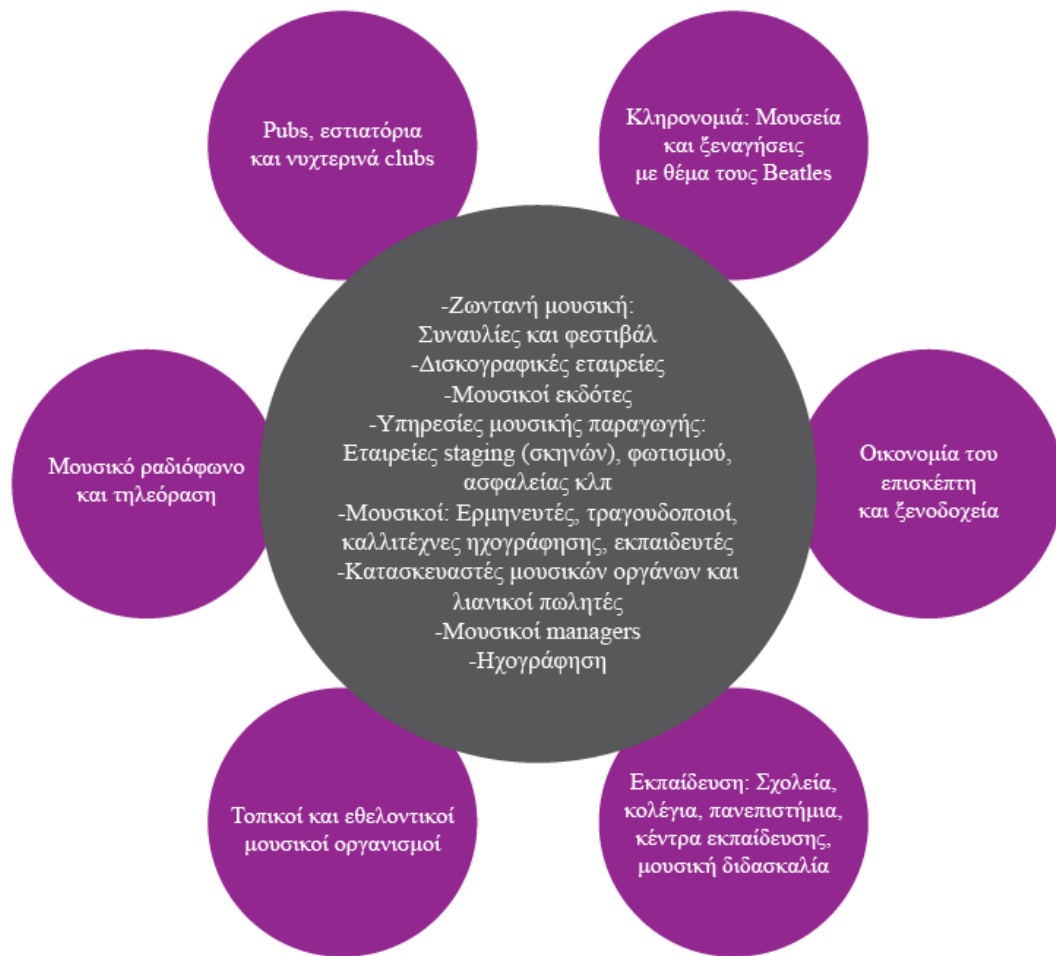 Pubs, εστιατόρια
και νυχτερινά clubs
Κληρονομιά: Μουσεία
και ξεναγήσεις
με θέμα τους Beatles
-Ζωντανή μουσική:
Συναυλίες και φεστιβάλ
-Δισκογραφικές εταιρείες
-Μουσικοί εκδότες
-Υπηρεσίες μουσικής παραγωγής:
Εταιρείες staging (σκηνών), φωτισμού,
ασφαλείας κλπ
-Μουσικοί: Ερμηνευτές, τραγουδοποιοί,
καλλιτέχνες ηχογράφησης, εκπαιδευτές
-Κατασκευαστές μουσικών οργάνων και
λιανικοί πωλητές
-Μουσικοί managers
-Ηχογράφηση
Μουσικό ραδιόφωνο
και τηλεόραση
Οικονομία του
επισκέπτη
και ξενοδοχεία
Τοπικοί και εθελοντικοί
μουσικοί οργανισμοί
Εκπαίδευση: Σχολεία,
κολέγια, πανεπιστήμια,
κέντρα εκπαίδευσης,
μουσική διδασκαλία